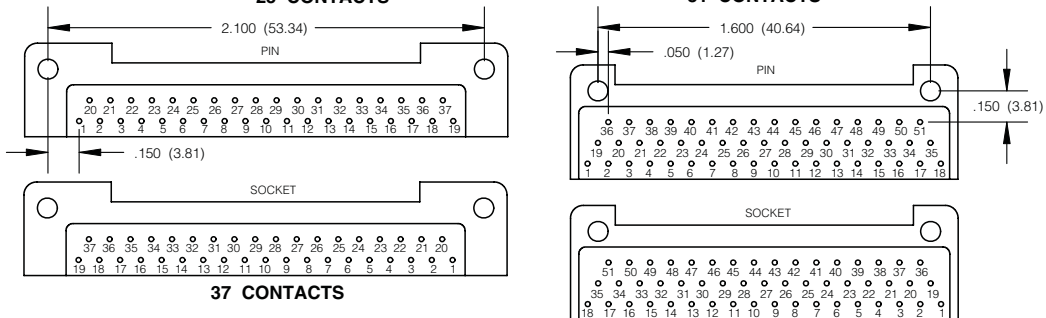 2.100 (53.34)
PIN
20 21 22 23 24 25 26 27 28 29 30 31 32 33 34 35 36 37
1 2 3 4 5 6 7 8 9 10 11 12 13 14 15 16 17 18 19
.150 (3.81)
SOCKET
37 36 35 34 33 32 31 30 29 28 27 26 25 24 23 22 21 20
19 18 17 16 15 14 13 12 11 10 9 8 7 6 5 4 3 2 1
37 CONTACTS
1.600 (40.64)
.050 (1.27)
PIN
.150 (3.81)
36 37 38 39 40 41 42 43 44 45 46 47 48 49 50 51
19 20 21 22 23 24 25 26 27 28 29 30 31 32 33 34 35
1 2 3 4 5 6 7 8 9 10 11 12 13 14 15 16 17 18
SOCKET
51 50 49 48 47 46 45 44 43 42 41 40 39 38 37 36
35 34 33 32 31 30 29 28 27 26 25 24 23 22 21 20 19
18 17 16 15 14 13 12 11 10 9 8 7 6 5 4 3 2 1